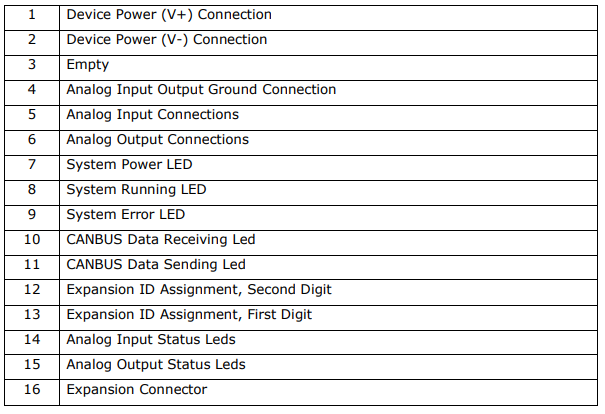 1 Device Power (V+) Connection
2 Device Power (V-) Connection
3 Empty
4 Analog Input Output Ground Connection
5 Analog Input Connections
6 Analog Output Connections
7 System Power LED
8 System Running LED
9 System Error LED
10 CANBUS Data Receiving Led
11 CANBUS Data Sending Led
12 Expansion ID Assignment, Second Digit
13 Expansion ID Assignment, First Digit
14 Analog Input Status Leds
15 Analog Output Status Leds
16 Expansion Connector